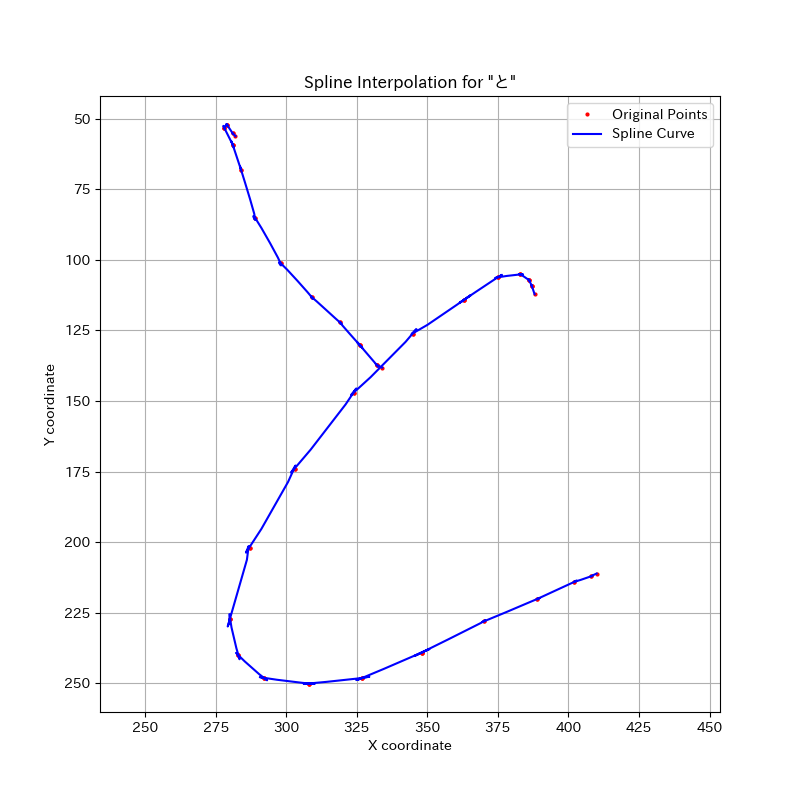 Spline Interpolation for "と"
Original Points
Spline Curve
Y coordinate
50
75
100
125
150
175
200
225
250
250 275 300 325 350 375 400 425 450
X coordinate